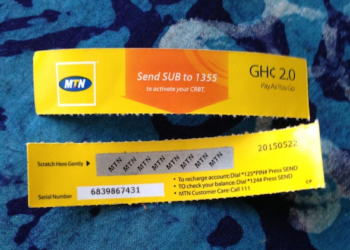 MTN
Send SUB to 1355
to activate your CRBT.
GH¢ 2.0
Pay As You Go
Scratch Here Gently
MTN MTN MTN MTN MTN MTN MTN
20150522
Serial Number
6839867431
• To recharge account: Dial *125*PIN# Press SEND
• TO check your balance: Dial *124# Press SEND
• MTN Customer Care: Call 111
CP